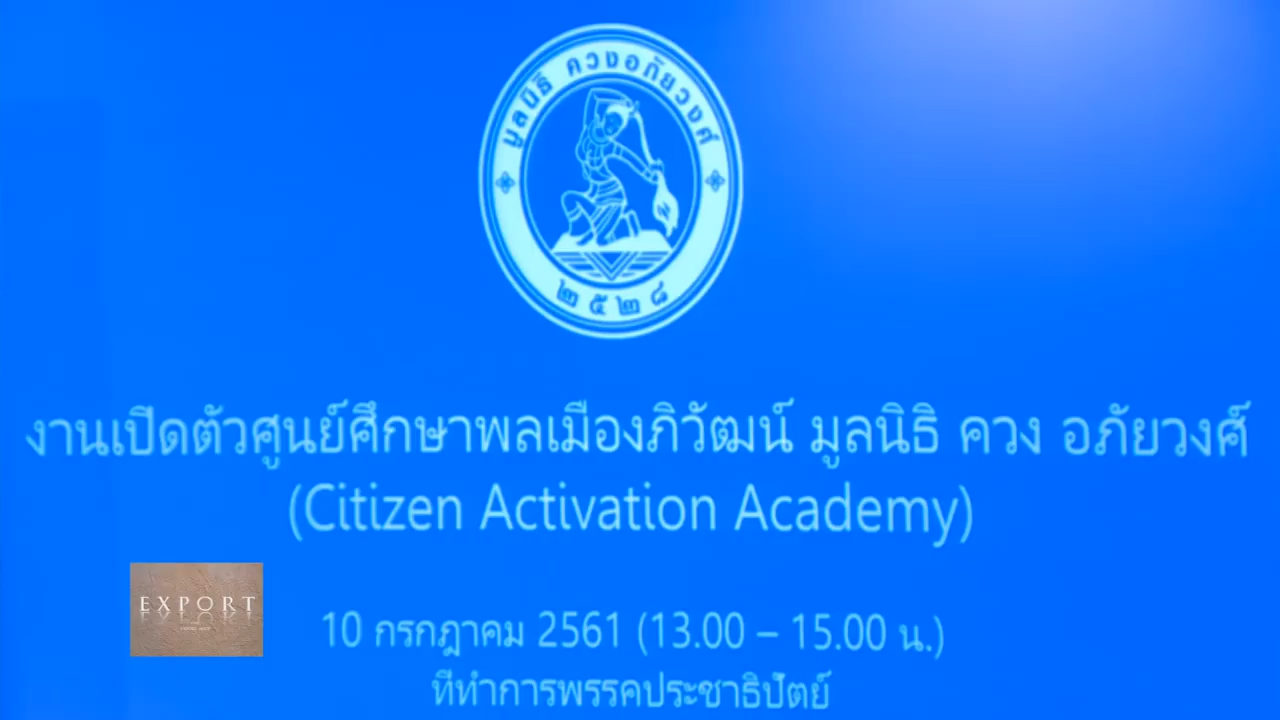 มูลนิธิ ควงอภัยวงศ์
๒๕๒๘
งานเปิดตัวศูนย์ศึกษาพลเมืองภิวัฒน์ มูลนิธิ ควง อภัยวงศ์
(Citizen Activation Academy)
EXPORT
10 กรกฎาคม 2561 (13.00 – 15.00 น.)
ที่ทำการพรรคประชาธิปัตย์